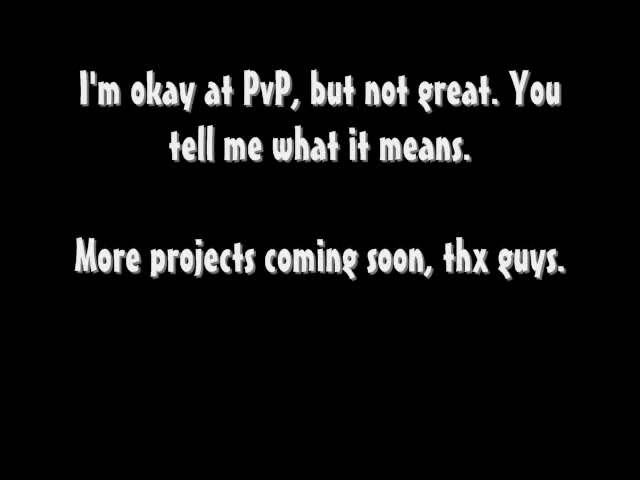 I'm okay at PvP, but not great. You
tell me what it means.
More projects coming soon, thx guys.